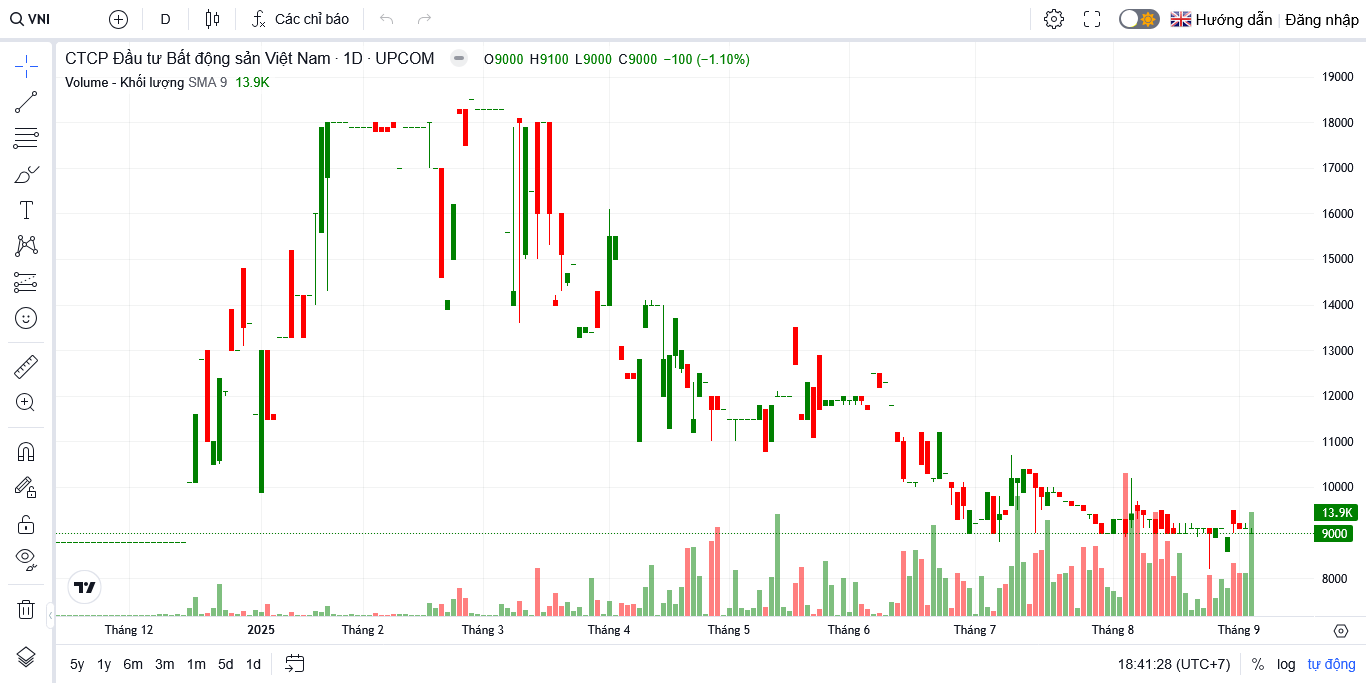 VNI D Các chỉ báo Hướng dẫn Đăng nhập
CTCP Đầu tư Bất động sản Việt Nam · 1D · UPCOM O9000 H9100 L9000 C9000 −100 (−1.10%)
Volume - Khối lượng SMA 9 13.9K
19000
18000
17000
16000
15000
14000
13000
12000
11000
10000
13.9K
9000
8000
Tháng 12 2025 Tháng 2 Tháng 3 Tháng 4 Tháng 5 Tháng 6 Tháng 7 Tháng 8 Tháng 9
5y 1y 6m 3m 1m 5d 1d 18:41:28 (UTC+7) % log tự động